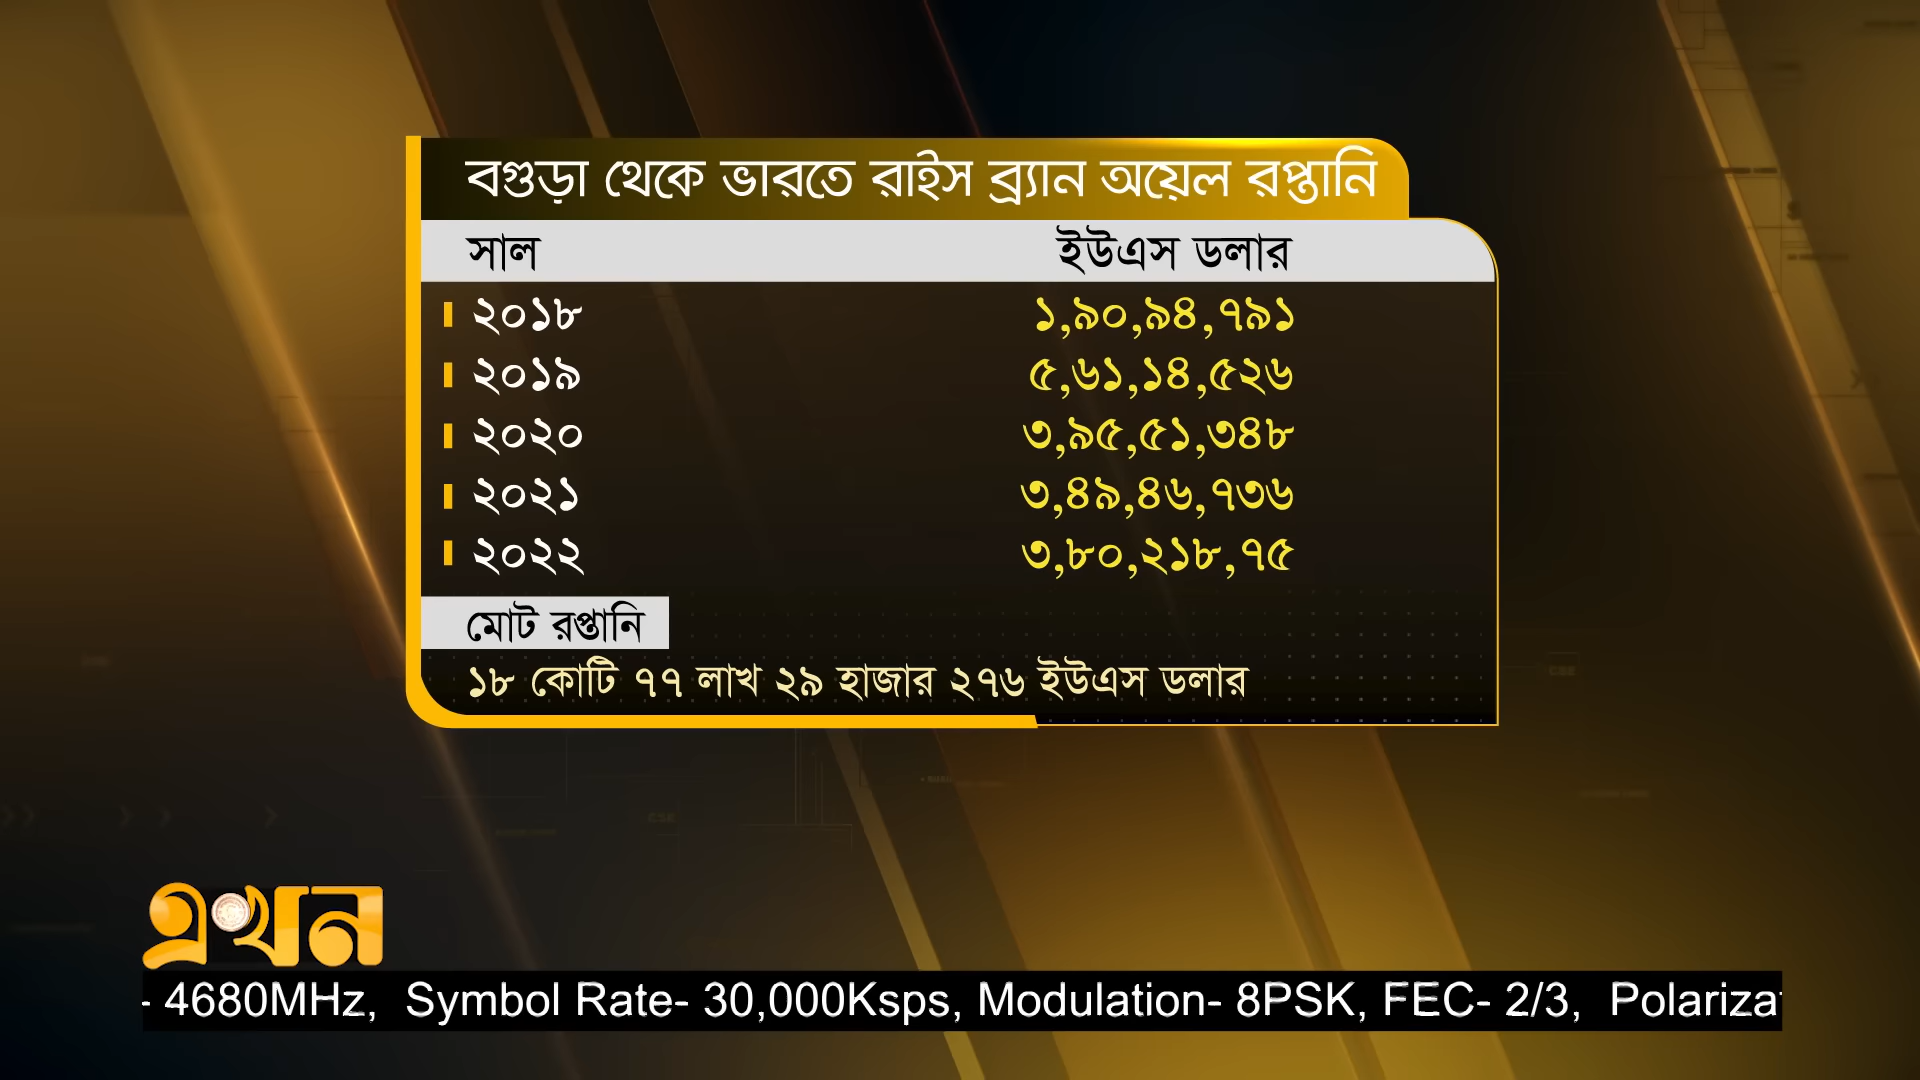 বগুড়া থেকে ভারতে রাইস ব্র্যান অয়েল রপ্তানি
সাল ইউএস ডলার
২০১৮ ১,৯০,৯৪,৭৯১
২০১৯ ৫,৬১,১৪,৫২৬
২০২০ ৩,৯৫,৫১,৩৪৮
২০২১ ৩,৪৯,৪৬,৭৩৬
২০২২ ৩,৮০,২১৮,৭৫
মোট রপ্তানি
১৮ কোটি ৭৭ লাখ ২৯ হাজার ২৭৬ ইউএস ডলার
এখন
- 4680MHz, Symbol Rate- 30,000Ksps, Modulation- 8PSK, FEC- 2/3, Polariza